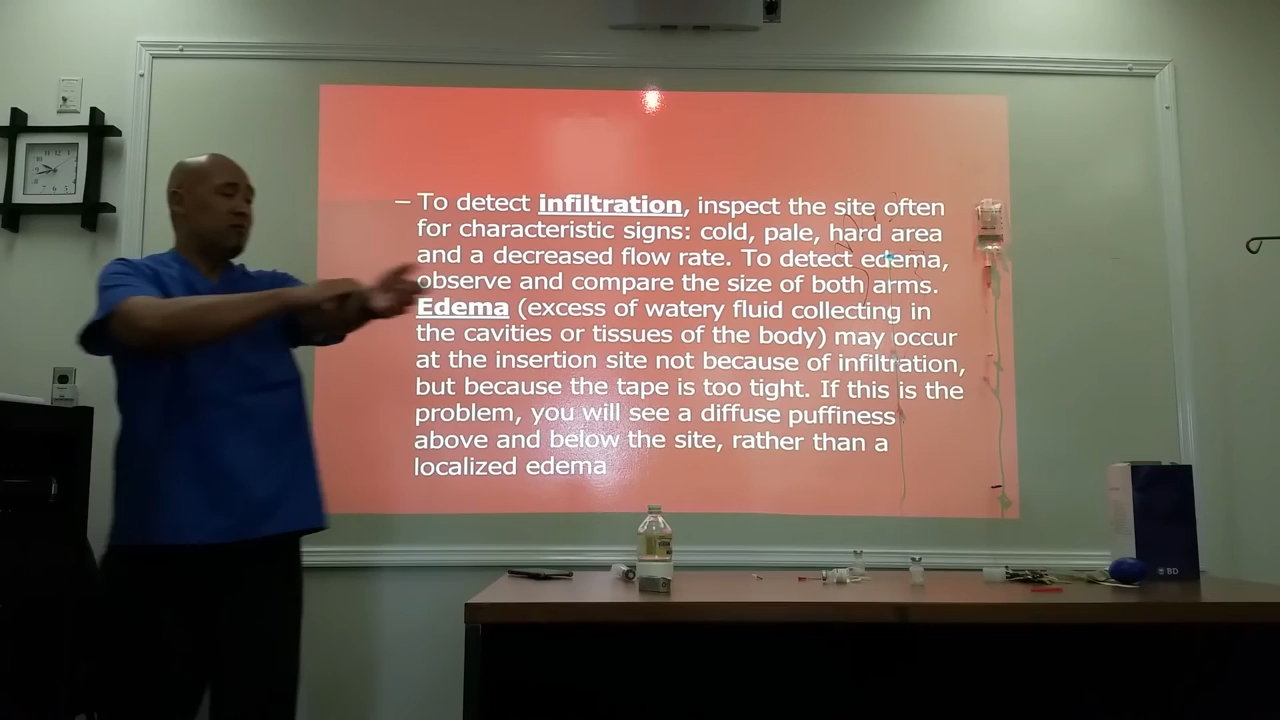 – To detect infiltration, inspect the site often
for characteristic signs: cold, pale, hard area
and a decreased flow rate. To detect edema,
observe and compare the size of both arms.
Edema (excess of watery fluid collecting in
the cavities or tissues of the body) may occur
at the insertion site not because of infiltration,
but because the tape is too tight. If this is the
problem, you will see a diffuse puffiness
above and below the site, rather than a
localized edema
BD